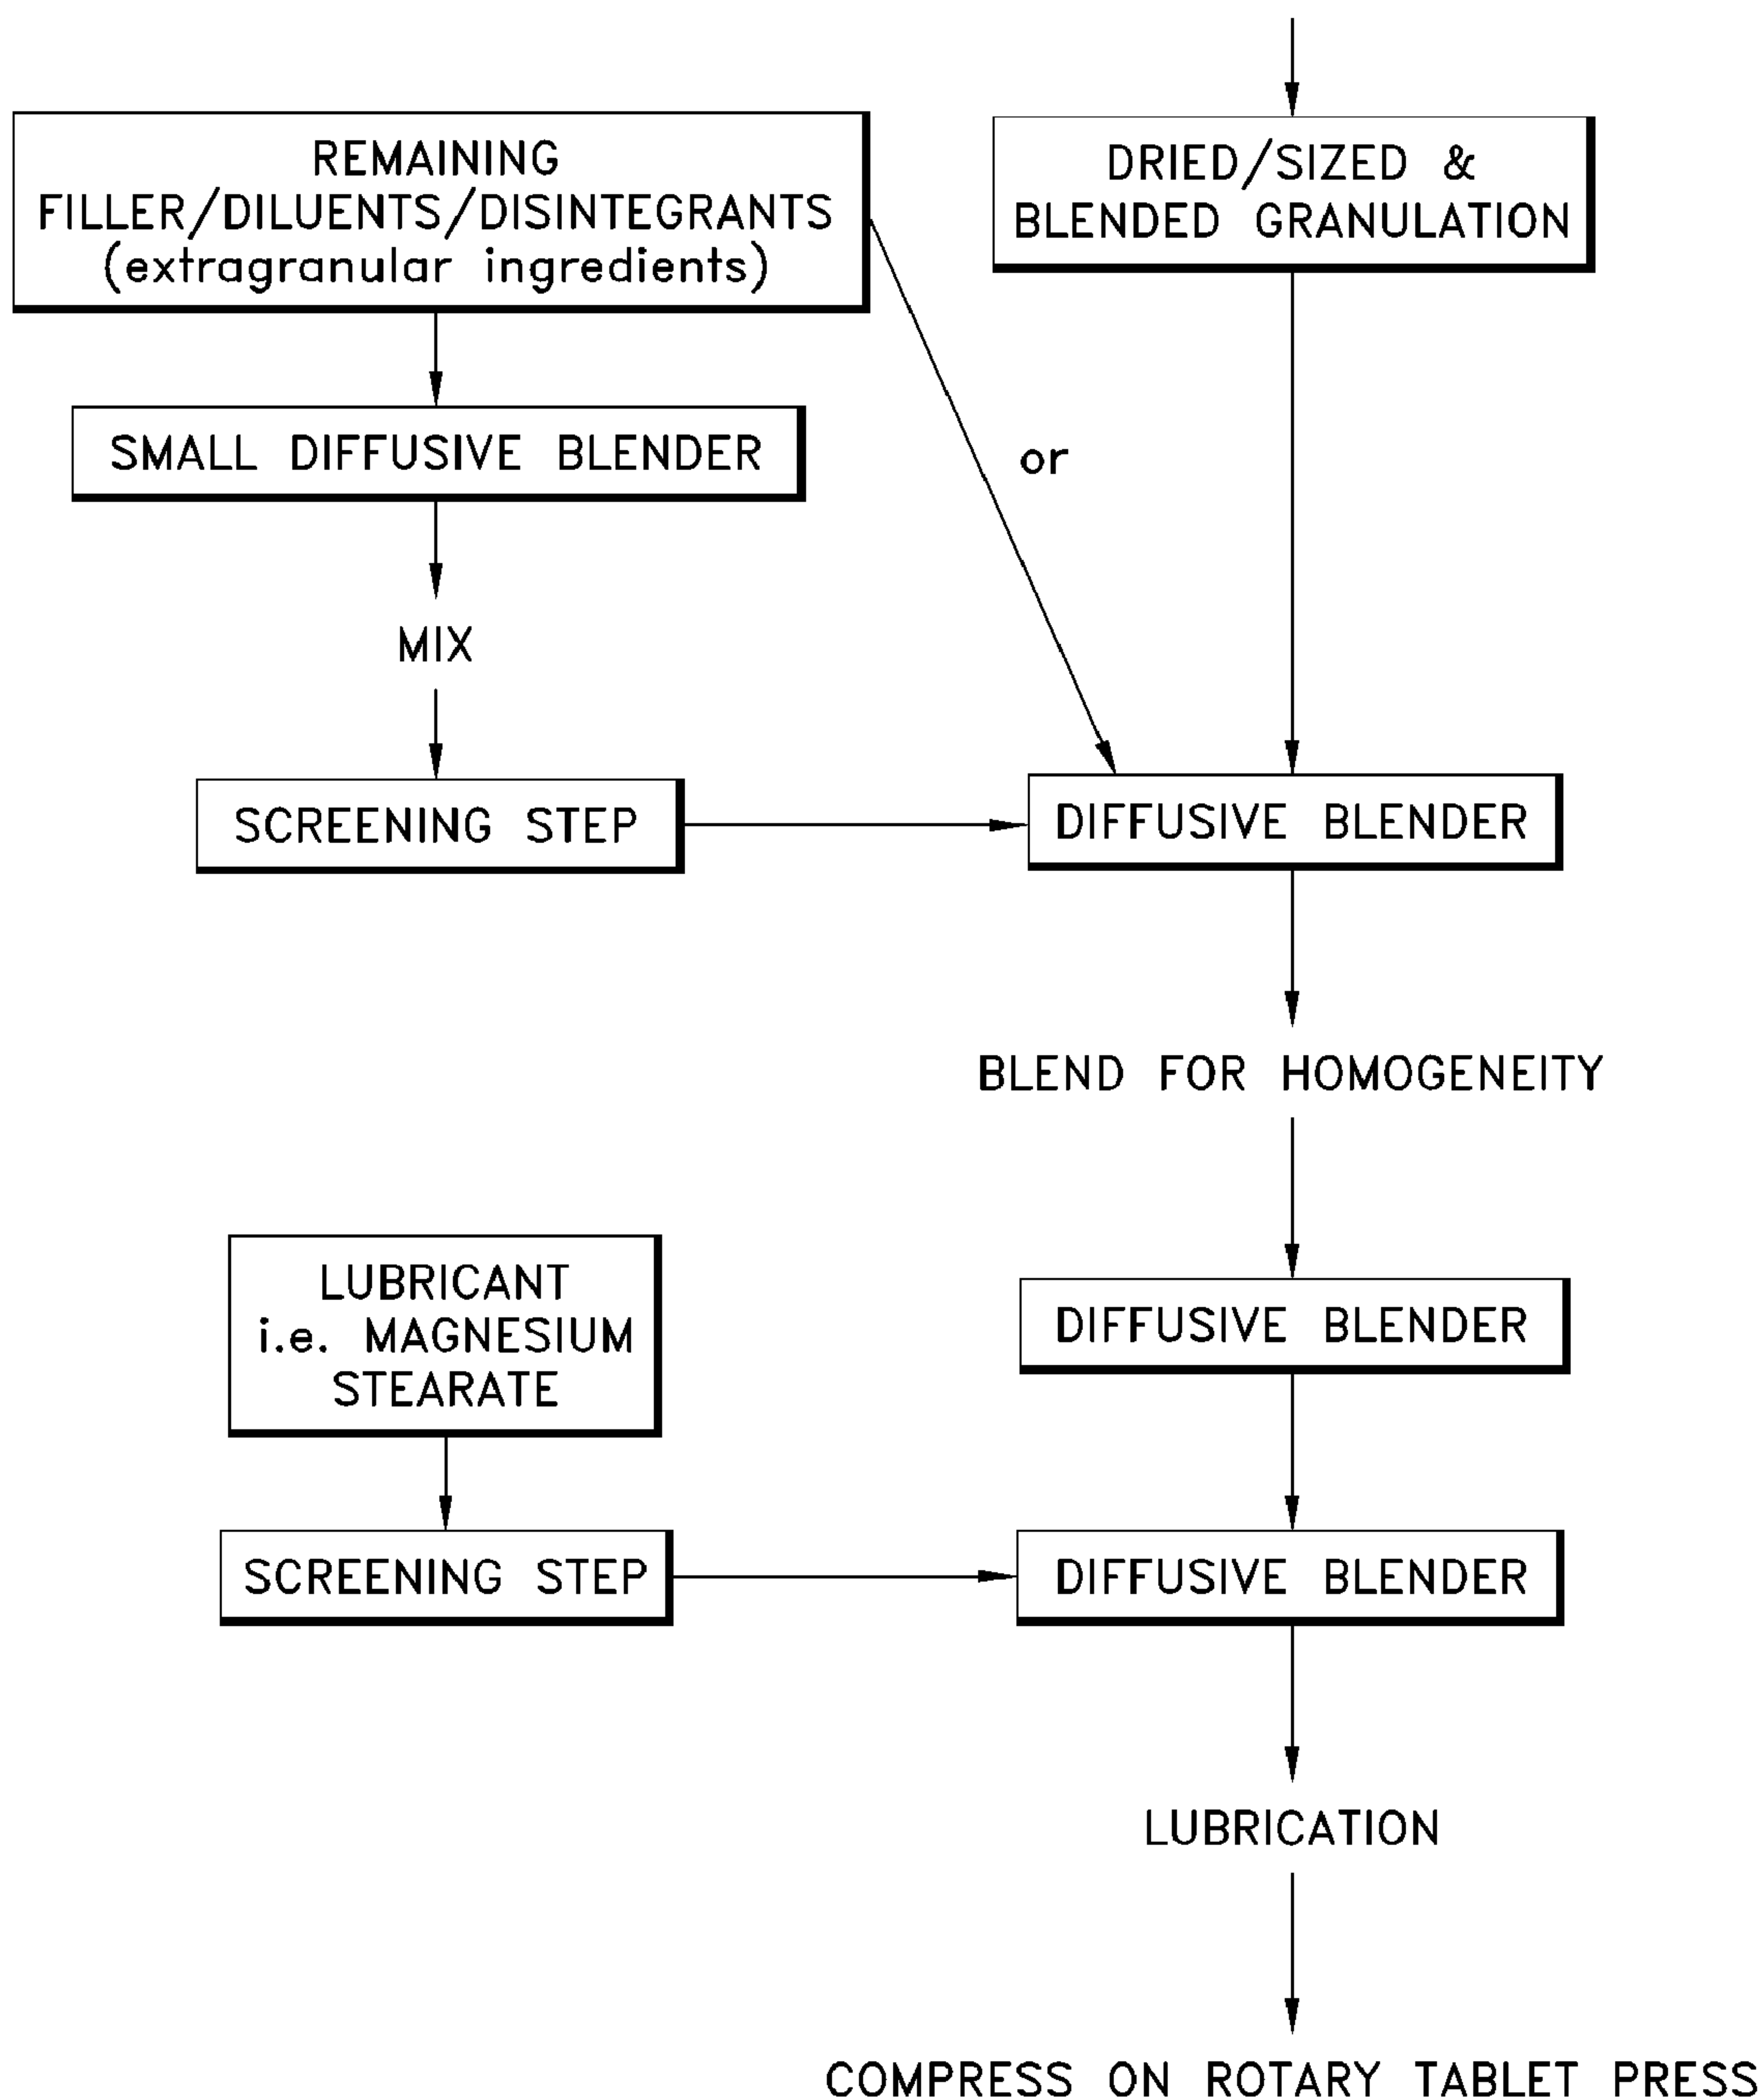 REMAINING
FILLER/DILUENTS/DISINTEGRANTS
(extragranular ingredients)
DRIED/SIZED &
BLENDED GRANULATION
SMALL DIFFUSIVE BLENDER
or
MIX
SCREENING STEP
DIFFUSIVE BLENDER
BLEND FOR HOMOGENEITY
LUBRICANT
i.e. MAGNESIUM
STEARATE
DIFFUSIVE BLENDER
SCREENING STEP
DIFFUSIVE BLENDER
LUBRICATION
COMPRESS ON ROTARY TABLET PRESS